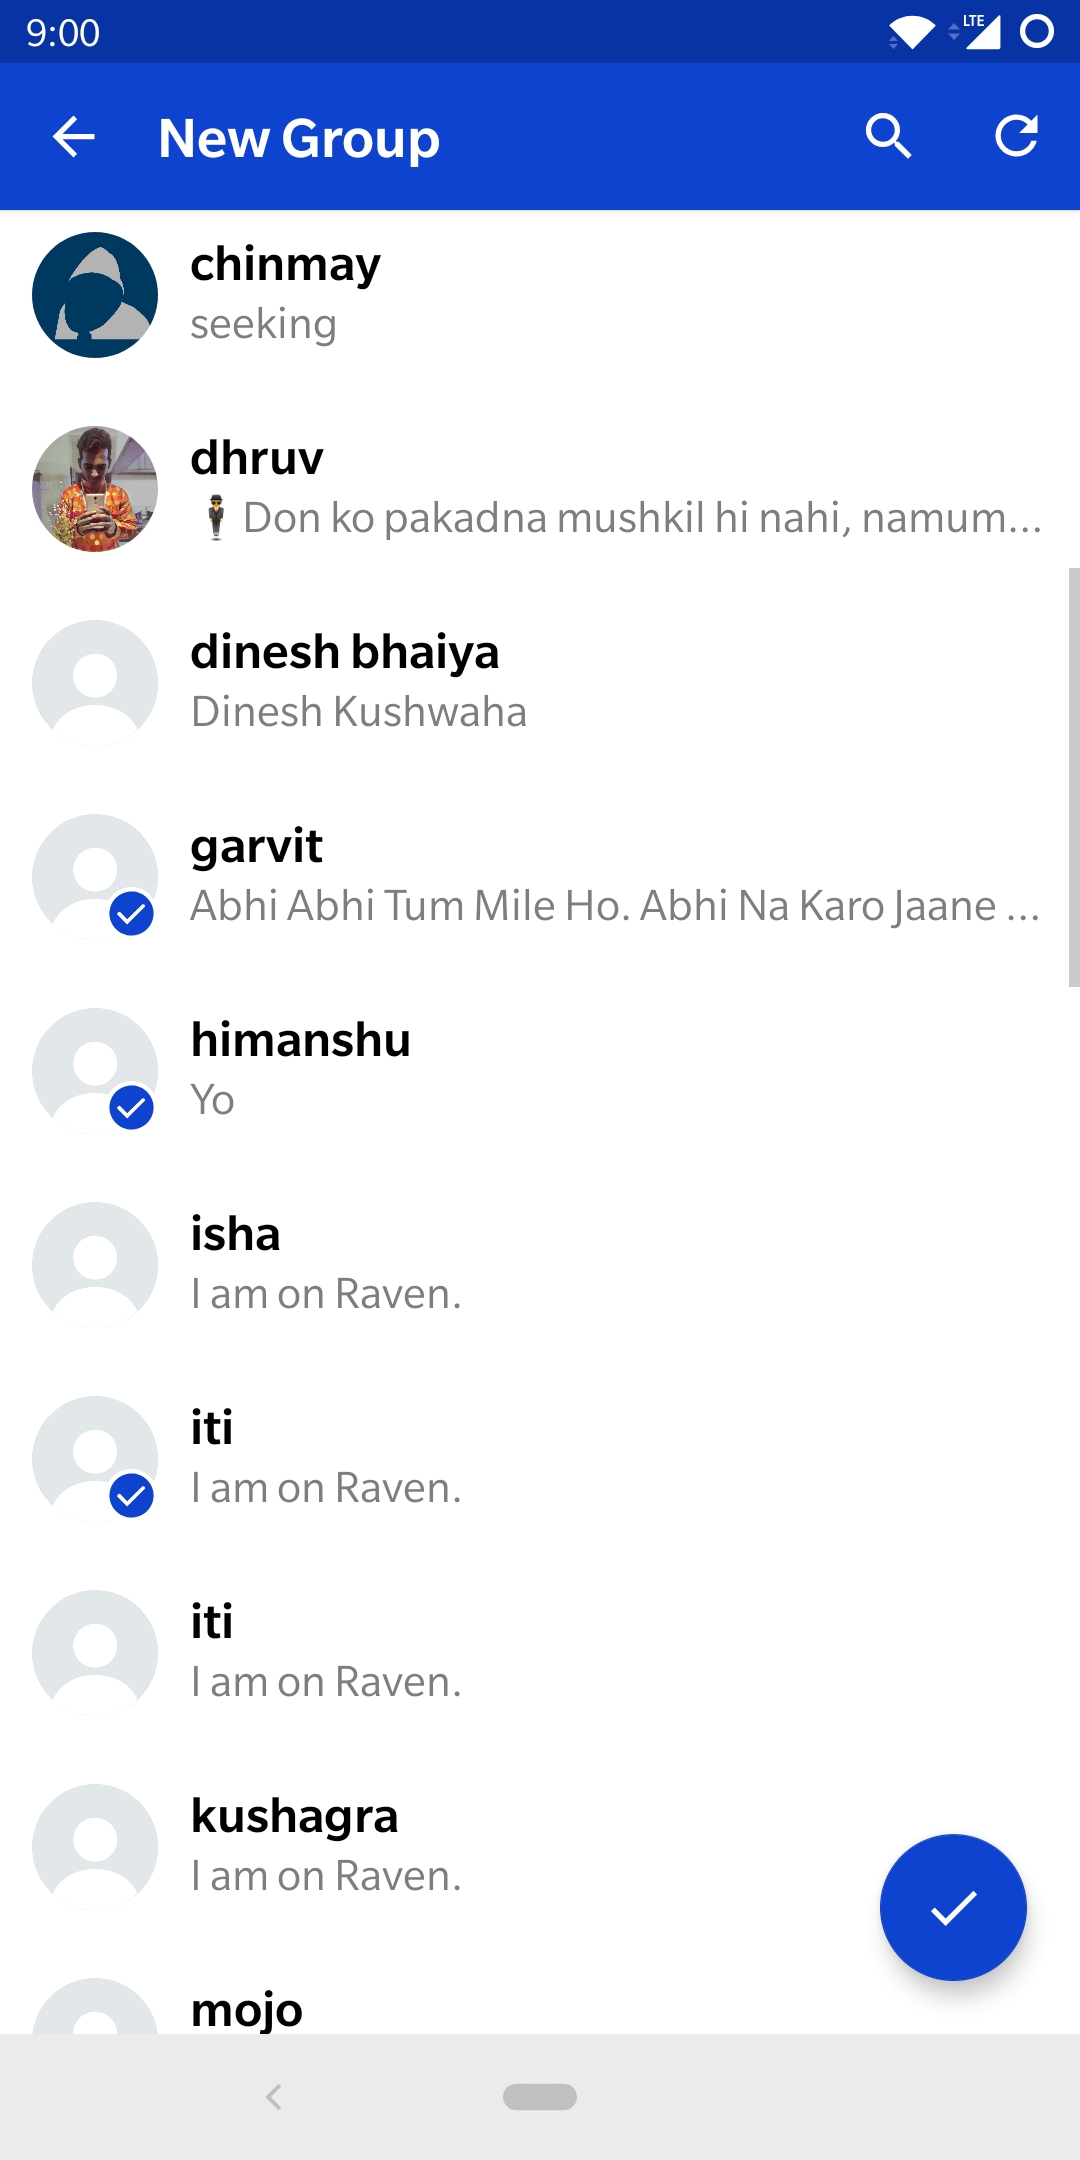 9:00
LTE
New Group
chinmay
seeking
dhruv
🕴 Don ko pakadna mushkil hi nahi, namum...
dinesh bhaiya
Dinesh Kushwaha
garvit
Abhi Abhi Tum Mile Ho. Abhi Na Karo Jaane ...
himanshu
Yo
isha
I am on Raven.
iti
I am on Raven.
iti
I am on Raven.
kushagra
I am on Raven.
mojo